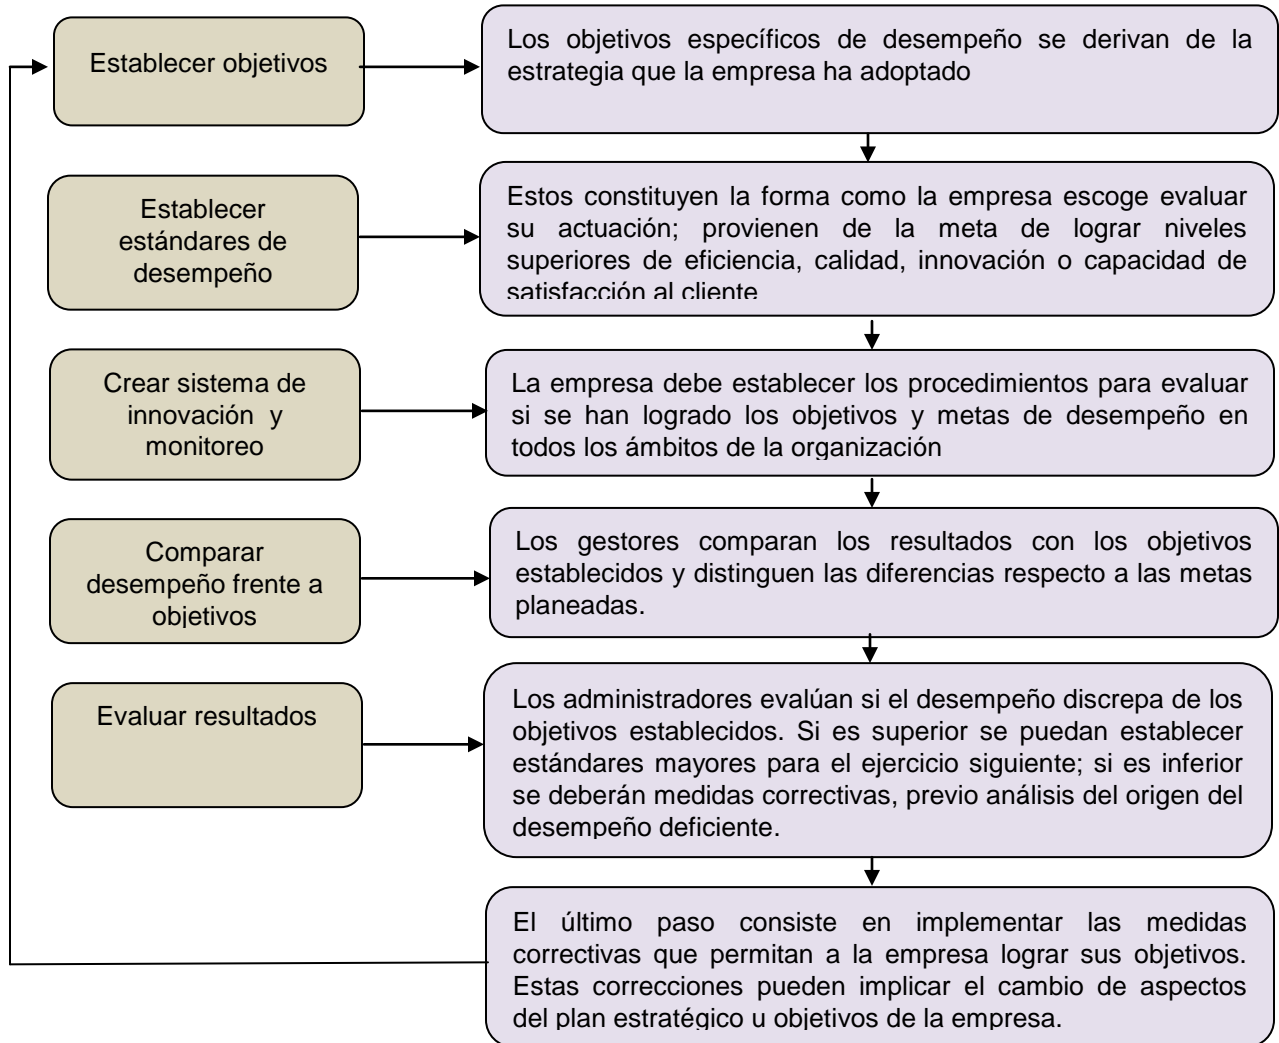 Establecer objetivos
Los objetivos específicos de desempeño se derivan de la
estrategia que la empresa ha adoptado
Establecer
estándares de
desempeño
Estos constituyen la forma como la empresa escoge evaluar
su actuación; provienen de la meta de lograr niveles
superiores de eficiencia, calidad, innovación o capacidad de
satisfacción al cliente
Crear sistema de
innovación y
monitoreo
La empresa debe establecer los procedimientos para evaluar
si se han logrado los objetivos y metas de desempeño en
todos los ámbitos de la organización
Comparar
desempeño frente a
objetivos
Los gestores comparan los resultados con los objetivos
establecidos y distinguen las diferencias respecto a las metas
planeadas.
Evaluar resultados
Los administradores evalúan si el desempeño discrepa de los
objetivos establecidos. Si es superior se puedan establecer
estándares mayores para el ejercicio siguiente; si es inferior
se deberán medidas correctivas, previo análisis del origen del
desempeño deficiente.
El último paso consiste en implementar las medidas
correctivas que permitan a la empresa lograr sus objetivos.
Estas correcciones pueden implicar el cambio de aspectos
del plan estratégico u objetivos de la empresa.